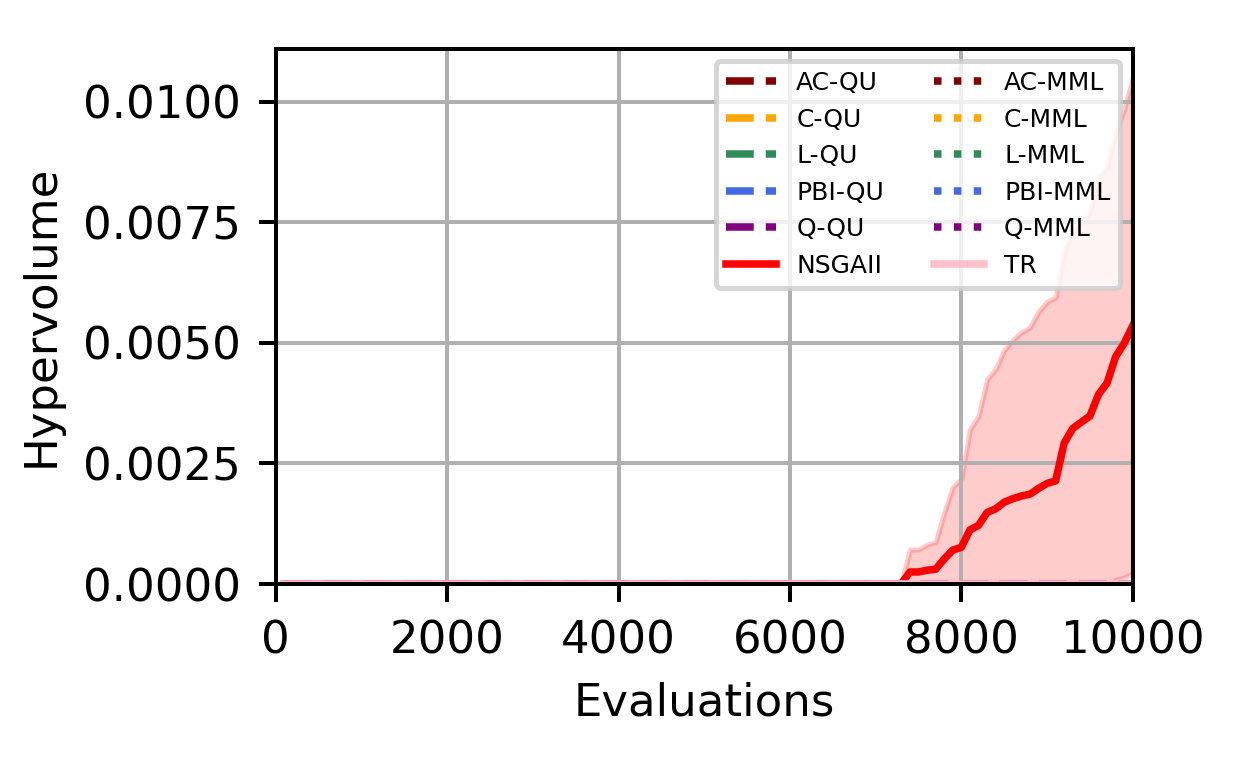 0.0100
0.0075
0.0050
0.0025
0.0000
Hypervolume
AC-QU
C-QU
L-QU
PBI-QU
Q-QU
NSGAII
AC-MML
C-MML
L-MML
PBI-MML
Q-MML
TR
0 2000 4000 6000 8000 10000
Evaluations